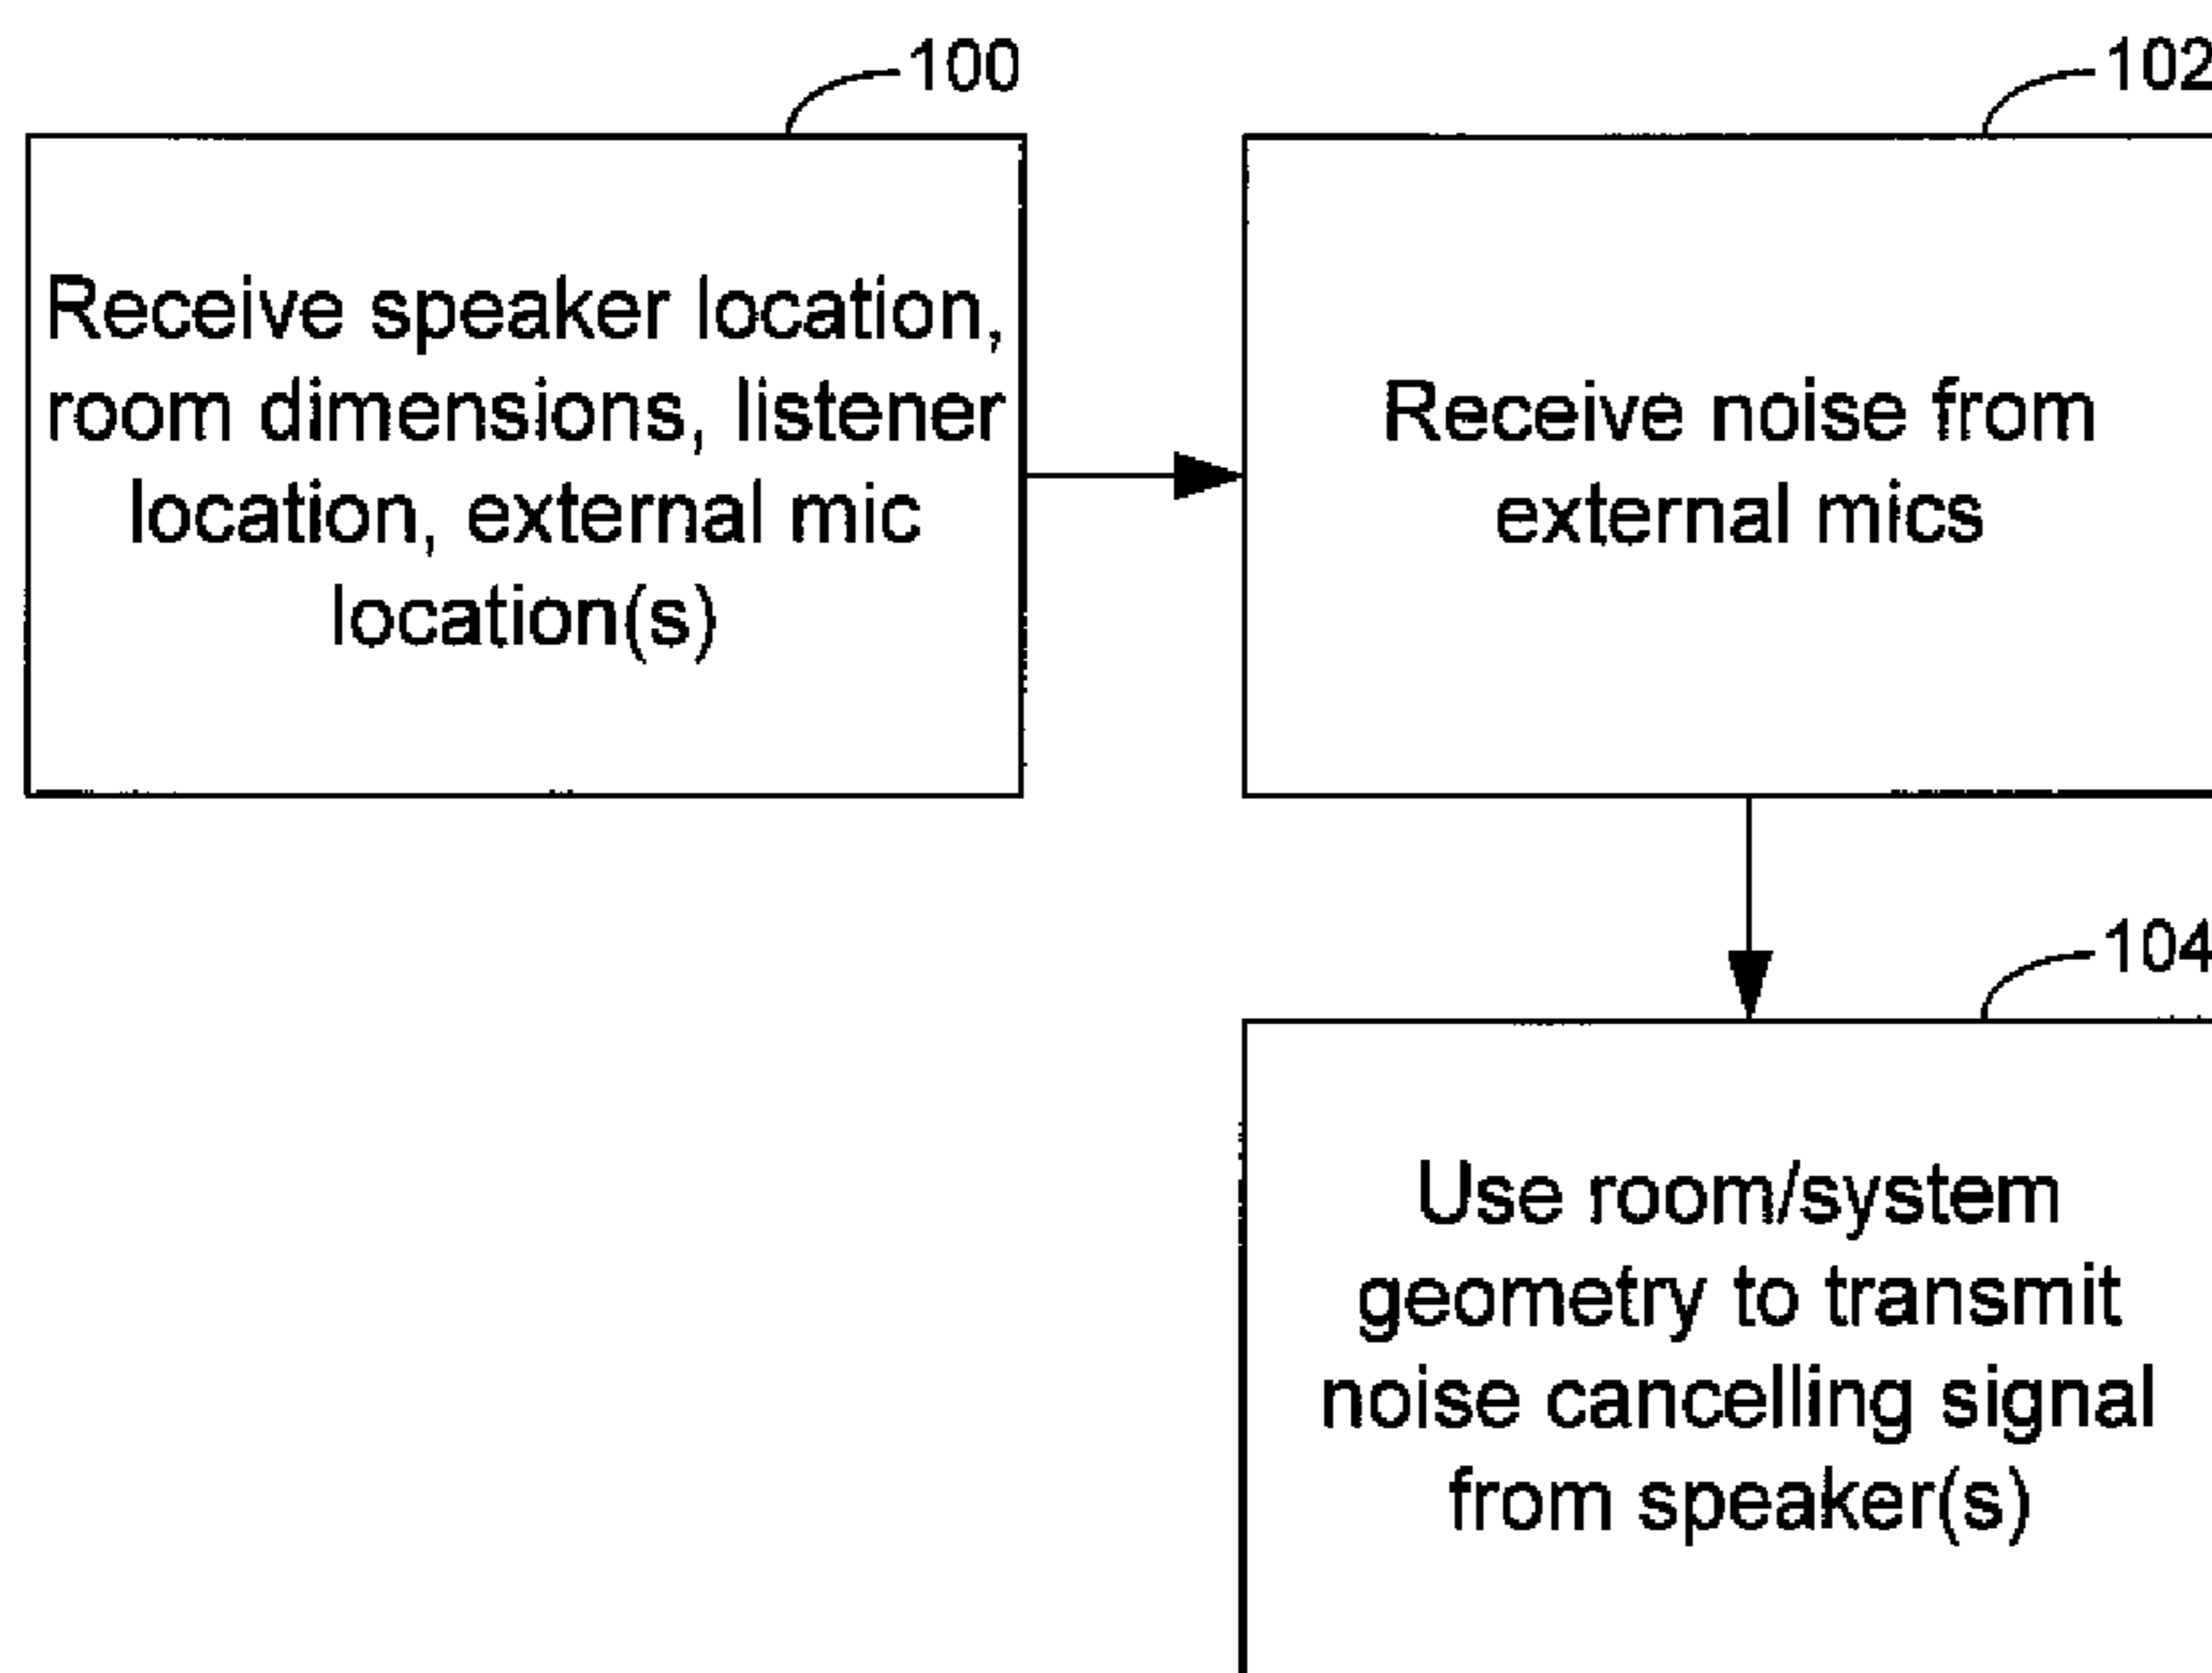 100
Receive speaker location,
room dimensions, listener
location, external mic
location(s)
102
Receive noise from
external mics
104
Use room/system
geometry to transmit
noise cancelling signal
from speaker(s)